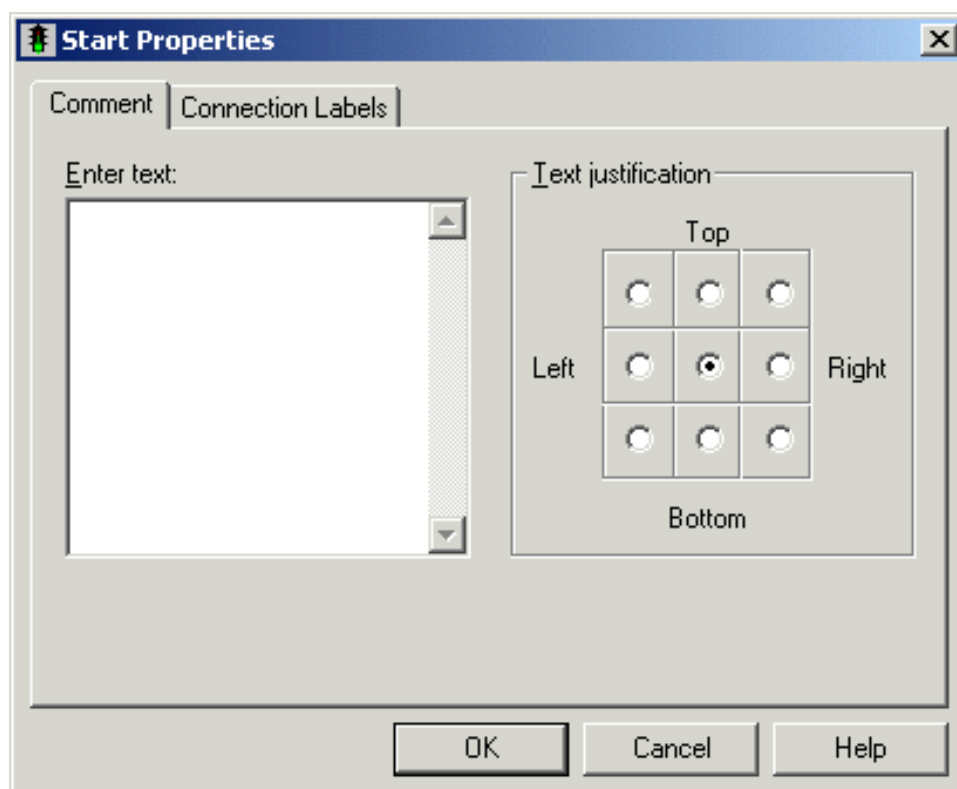 Start Properties
Comment
Connection Labels
Enter text:
Text justification
Top
Left
Right
Bottom
OK
Cancel
Help